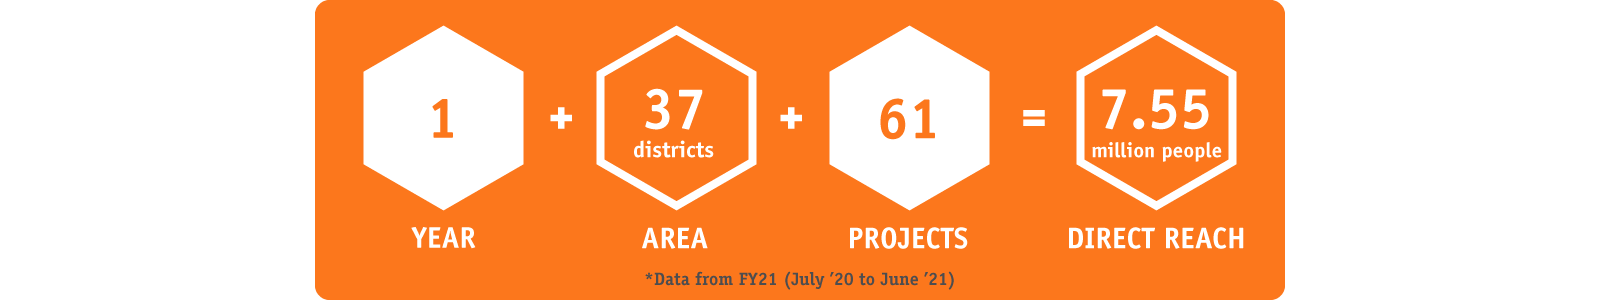 1 + 37 + 61 = 7.55
districts million people
YEAR AREA PROJECTS DIRECT REACH
*Data from FY21 (July ’20 to June ’21)